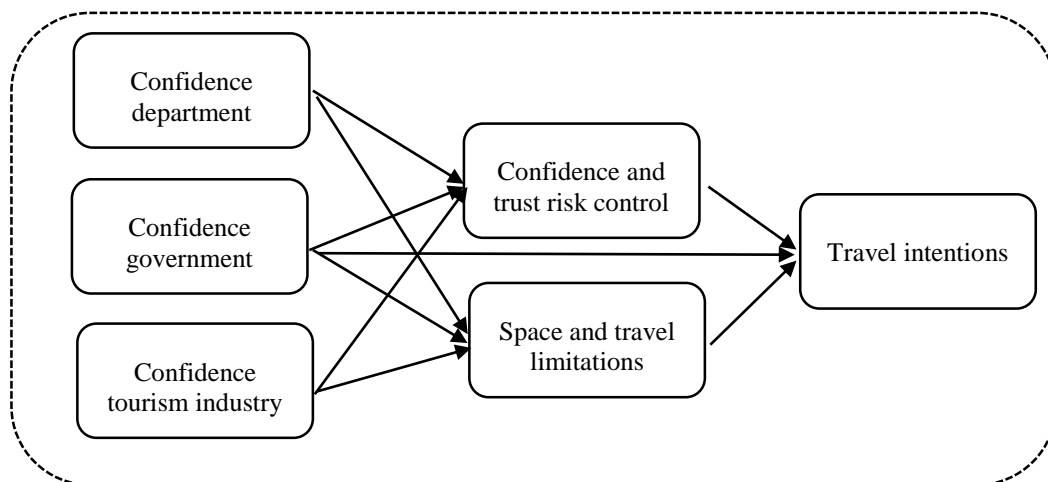 Confidence
department
Confidence
government
Confidence
tourism industry
Confidence and
trust risk control
Space and travel
limitations
Travel intentions